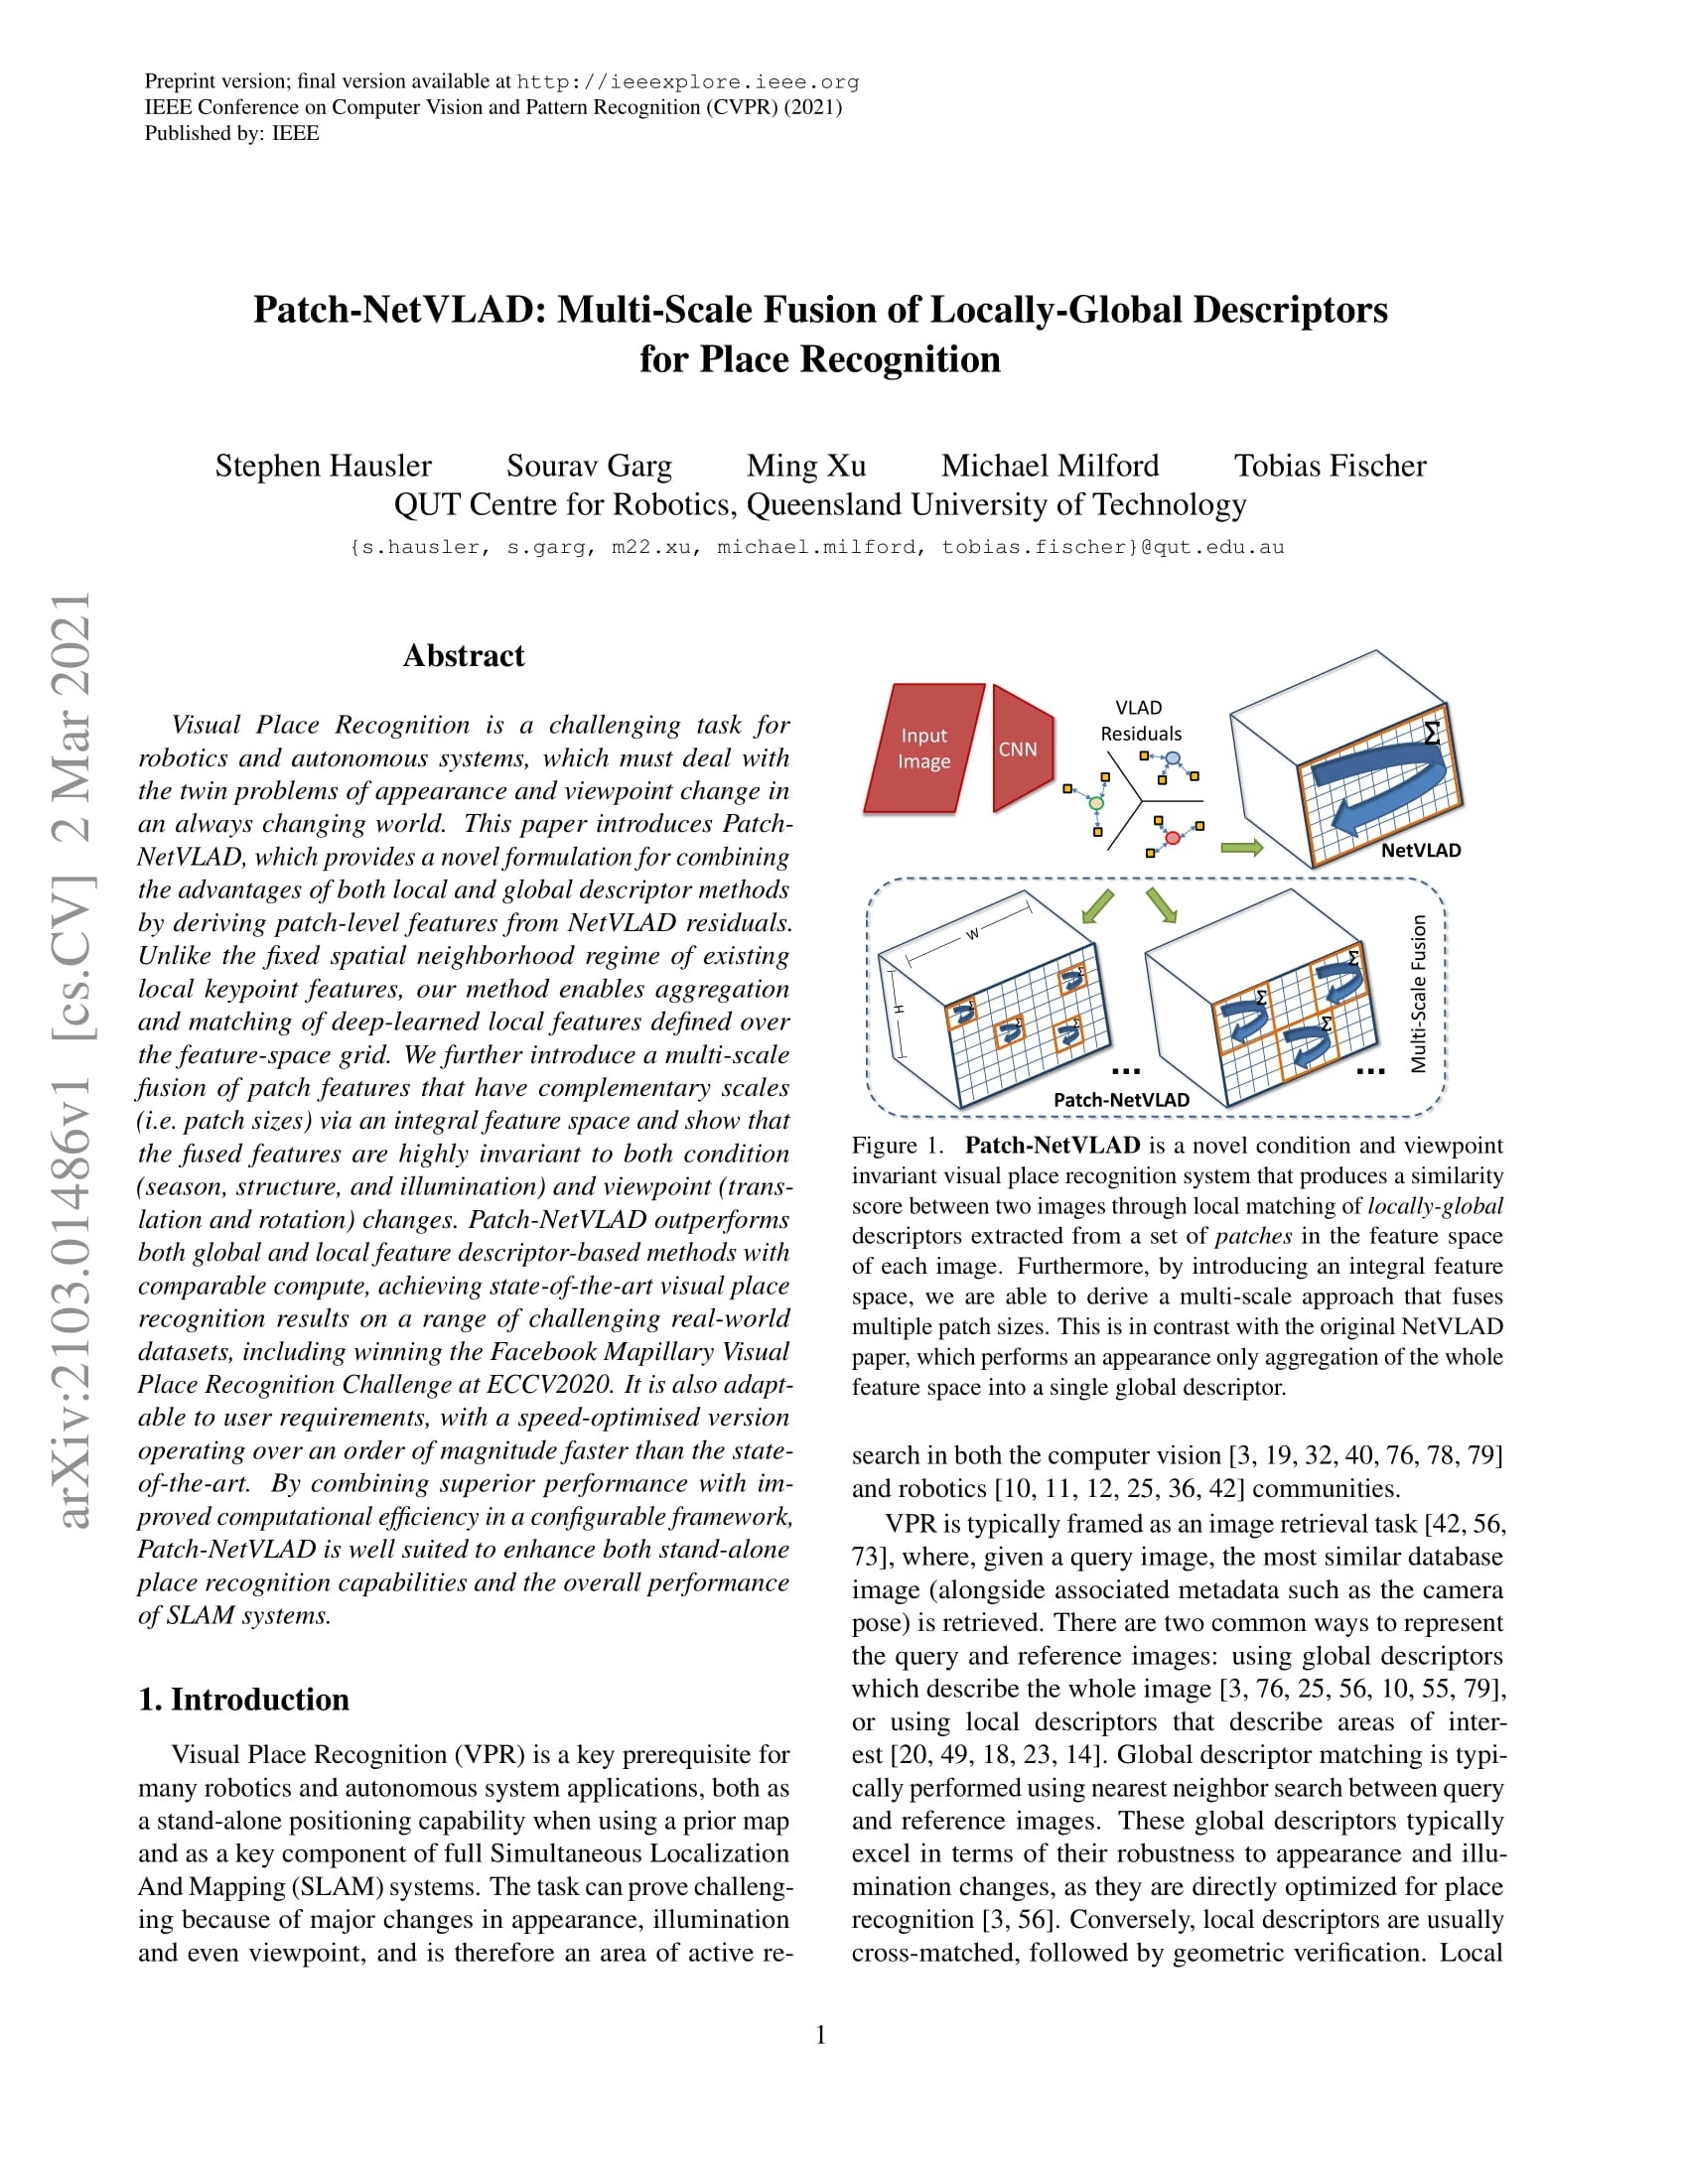 Preprint version; final version available at http://ieeexplore.ieee.org
IEEE Conference on Computer Vision and Pattern Recognition (CVPR) (2021)
Published by: IEEE
Patch-NetVLAD: Multi-Scale Fusion of Locally-Global Descriptors
for Place Recognition
Stephen Hausler Sourav Garg Ming Xu Michael Milford Tobias Fischer
QUT Centre for Robotics, Queensland University of Technology
{s.hausler, s.garg, m22.xu, michael.milford, tobias.fischer}@qut.edu.au
arXiv:2103.01486v1 [cs.CV] 2 Mar 2021
Abstract
Visual Place Recognition is a challenging task for
robotics and autonomous systems, which must deal with
the twin problems of appearance and viewpoint change in
an always changing world. This paper introduces Patch-
NetVLAD, which provides a novel formulation for combining
the advantages of both local and global descriptor methods
by deriving patch-level features from NetVLAD residuals.
Unlike the fixed spatial neighborhood regime of existing
local keypoint features, our method enables aggregation
and matching of deep-learned local features defined over
the feature-space grid. We further introduce a multi-scale
fusion of patch features that have complementary scales
(i.e. patch sizes) via an integral feature space and show that
the fused features are highly invariant to both condition
(season, structure, and illumination) and viewpoint (trans-
lation and rotation) changes. Patch-NetVLAD outperforms
both global and local feature descriptor-based methods with
comparable compute, achieving state-of-the-art visual place
recognition results on a range of challenging real-world
datasets, including winning the Facebook Mapillary Visual
Place Recognition Challenge at ECCV2020. It is also adapt-
able to user requirements, with a speed-optimised version
operating over an order of magnitude faster than the state-
of-the-art. By combining superior performance with im-
proved computational efficiency in a configurable framework,
Patch-NetVLAD is well suited to enhance both stand-alone
place recognition capabilities and the overall performance
of SLAM systems.
1. Introduction
Visual Place Recognition (VPR) is a key prerequisite for
many robotics and autonomous system applications, both as
a stand-alone positioning capability when using a prior map
and as a key component of full Simultaneous Localization
And Mapping (SLAM) systems. The task can prove challeng-
ing because of major changes in appearance, illumination
and even viewpoint, and is therefore an area of active re-
Input
Image
CNN
VLAD
Residuals
Σ
NetVLAD
W
H
Σ
Σ
Σ
Σ
...
Patch-NetVLAD
Σ
Σ
Σ
...
Multi-Scale Fusion
Figure 1. Patch-NetVLAD is a novel condition and viewpoint
invariant visual place recognition system that produces a similarity
score between two images through local matching of locally-global
descriptors extracted from a set of patches in the feature space
of each image. Furthermore, by introducing an integral feature
space, we are able to derive a multi-scale approach that fuses
multiple patch sizes. This is in contrast with the original NetVLAD
paper, which performs an appearance only aggregation of the whole
feature space into a single global descriptor.
search in both the computer vision [3, 19, 32, 40, 76, 78, 79]
and robotics [10, 11, 12, 25, 36, 42] communities.
VPR is typically framed as an image retrieval task [42, 56,
73], where, given a query image, the most similar database
image (alongside associated metadata such as the camera
pose) is retrieved. There are two common ways to represent
the query and reference images: using global descriptors
which describe the whole image [3, 76, 25, 56, 10, 55, 79],
or using local descriptors that describe areas of inter-
est [20, 49, 18, 23, 14]. Global descriptor matching is typi-
cally performed using nearest neighbor search between query
and reference images. These global descriptors typically
excel in terms of their robustness to appearance and illu-
mination changes, as they are directly optimized for place
recognition [3, 56]. Conversely, local descriptors are usually
cross-matched, followed by geometric verification. Local
1